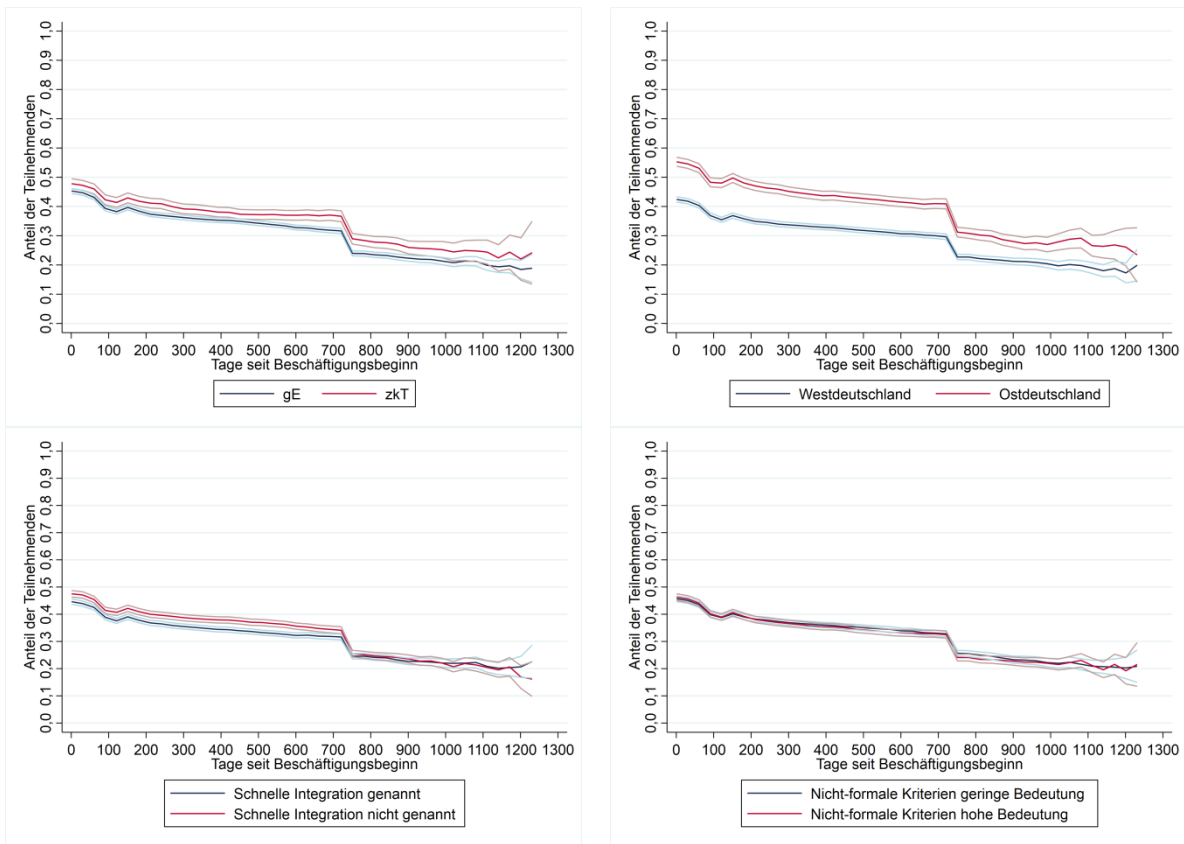 Anteil der Teilnehmenden
0,0 0,1 0,2 0,3 0,4 0,5 0,6 0,7 0,8 0,9 1,0
0 100 200 300 400 500 600 700 800 900 1000 1100 1200 1300
Tage seit Beschäftigungsbeginn
gE zkT
Anteil der Teilnehmenden
0,0 0,1 0,2 0,3 0,4 0,5 0,6 0,7 0,8 0,9 1,0
0 100 200 300 400 500 600 700 800 900 1000 1100 1200 1300
Tage seit Beschäftigungsbeginn
Westdeutschland Ostdeutschland
Anteil der Teilnehmenden
0,0 0,1 0,2 0,3 0,4 0,5 0,6 0,7 0,8 0,9 1,0
0 100 200 300 400 500 600 700 800 900 1000 1100 1200 1300
Tage seit Beschäftigungsbeginn
Schnelle Integration genannt
Schnelle Integration nicht genannt
Anteil der Teilnehmenden
0,0 0,1 0,2 0,3 0,4 0,5 0,6 0,7 0,8 0,9 1,0
0 100 200 300 400 500 600 700 800 900 1000 1100 1200 1300
Tage seit Beschäftigungsbeginn
Nicht-formale Kriterien geringe Bedeutung
Nicht-formale Kriterien hohe Bedeutung